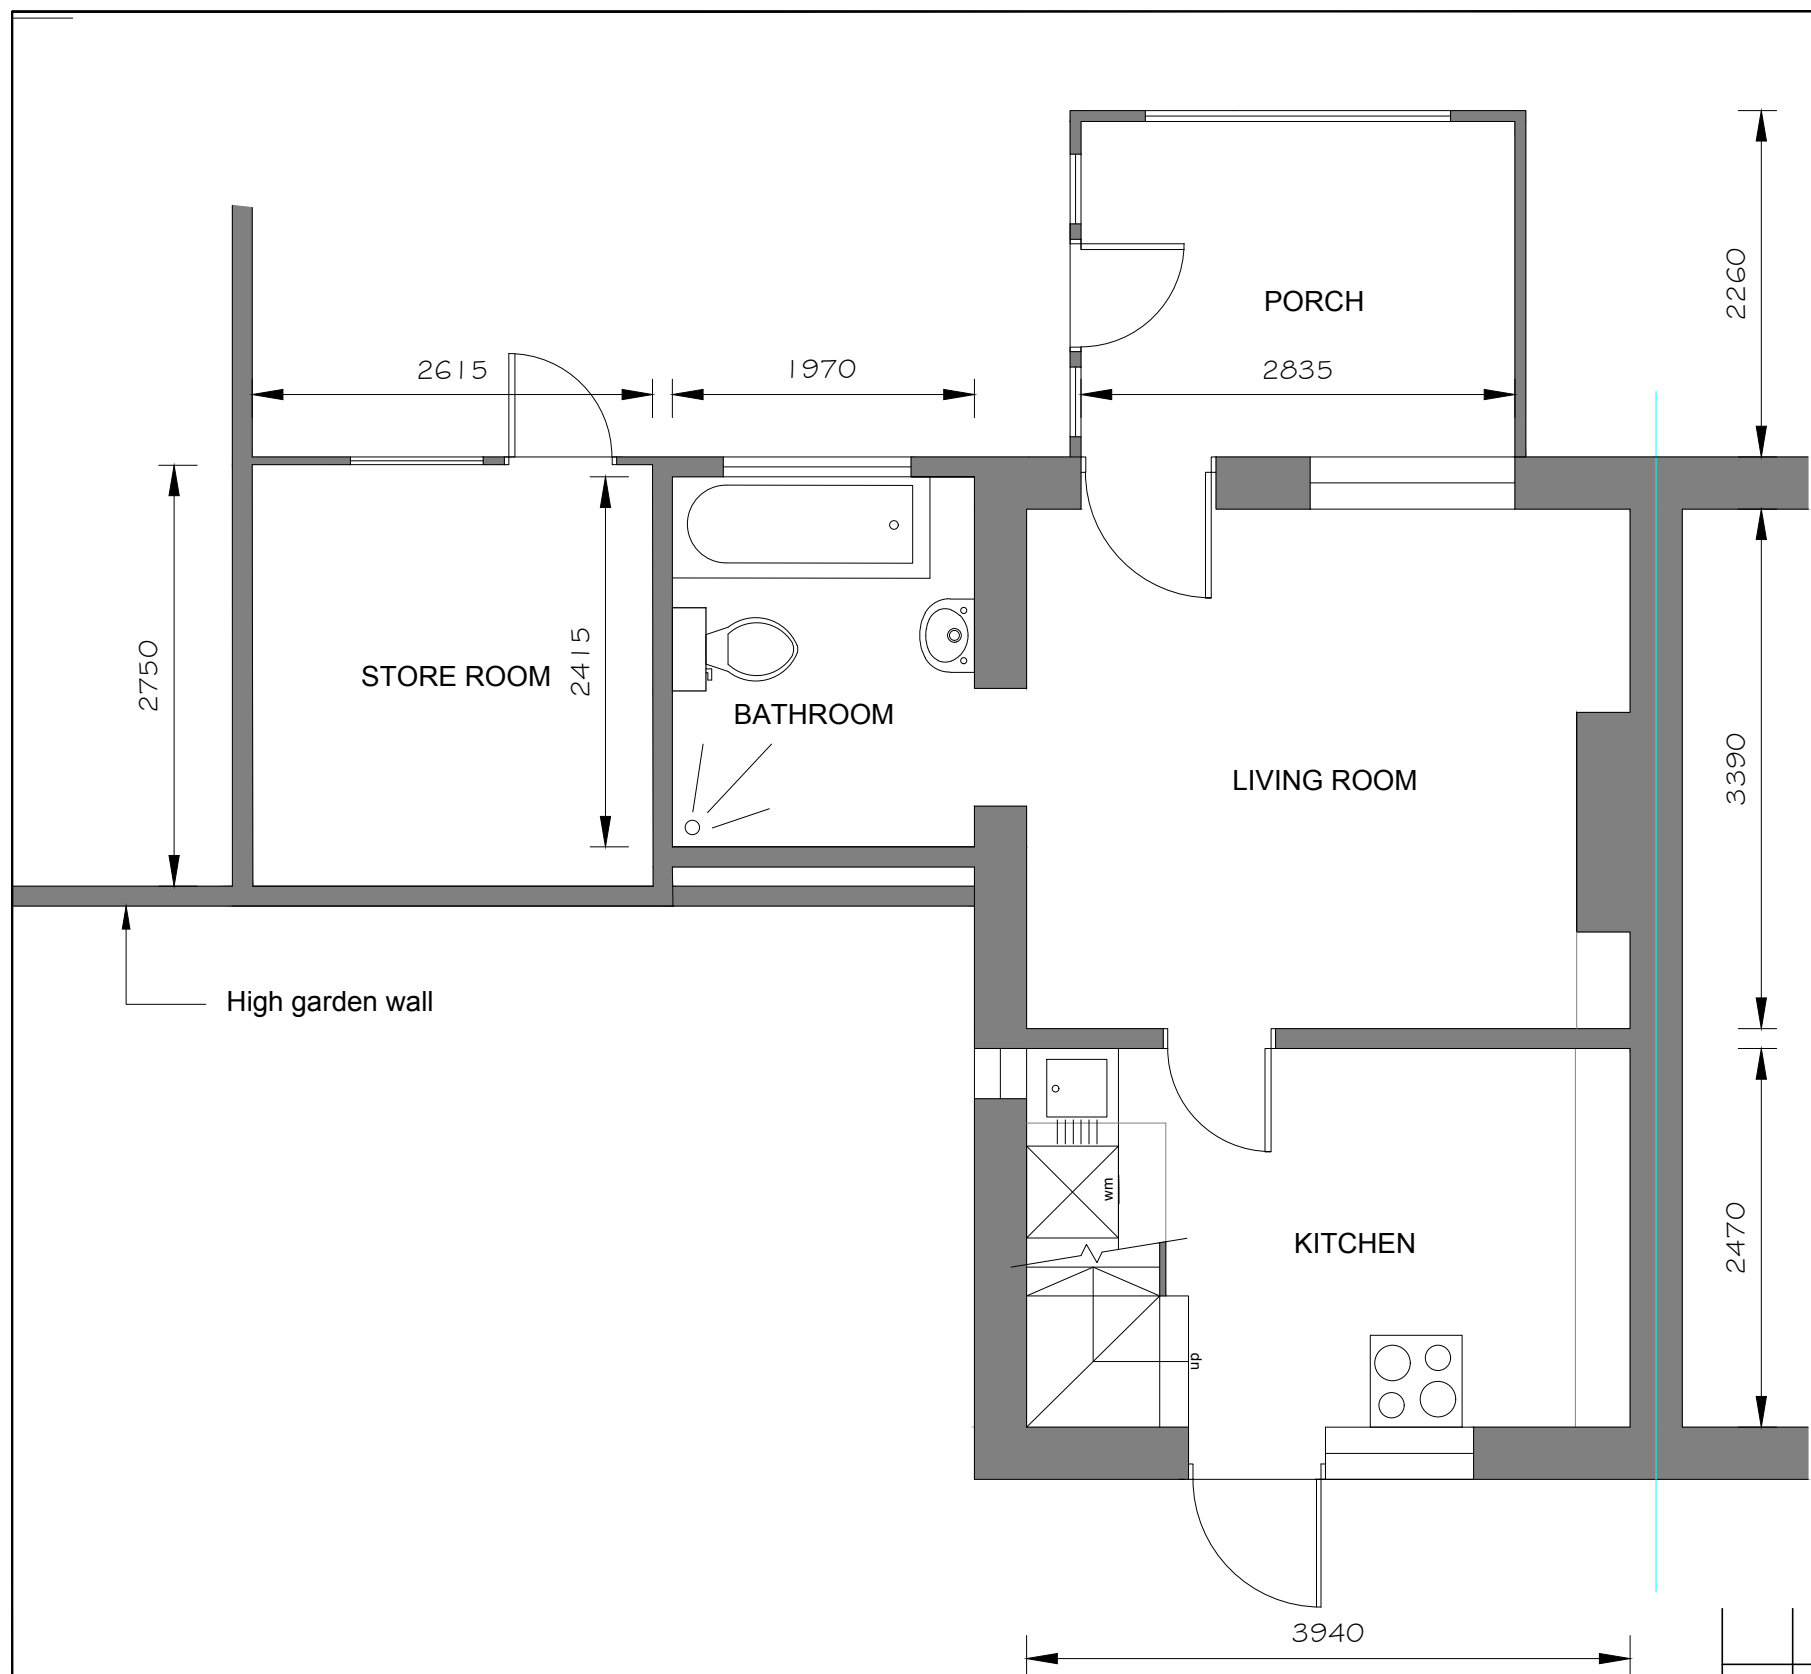 2260
PORCH
2615
1970
2835
2750
2415
STORE ROOM
BATHROOM
LIVING ROOM
3390
High garden wall
wm
KITCHEN
2470
up
3940